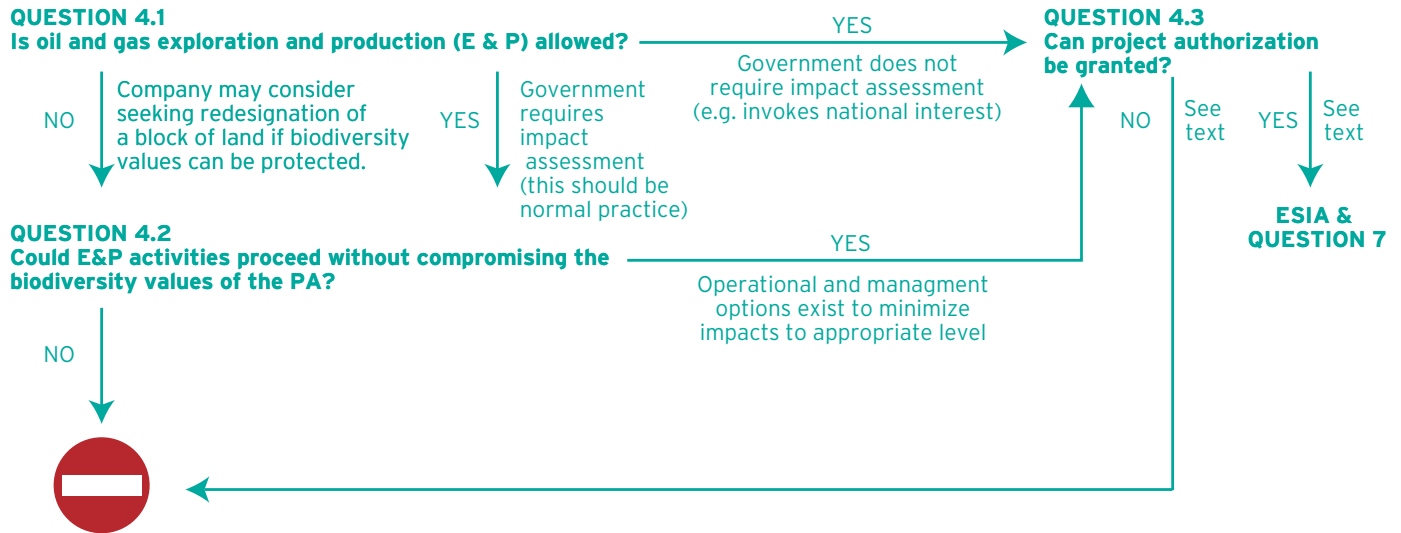 QUESTION 4.1
Is oil and gas exploration and production (E & P) allowed?
NO
Company may consider
seeking redesignation of
a block of land if biodiversity
values can be protected.
YES
Government
requires
impact
assessment
(this should be
normal practice)
YES
Government does not
require impact assessment
(e.g. invokes national interest)
QUESTION 4.3
Can project authorization
be granted?
NO
See
text
YES
See
text
ESIA &
QUESTION 7
QUESTION 4.2
Could E&P activities proceed without compromising the
biodiversity values of the PA?
YES
Operational and managment
options exist to minimize
impacts to appropriate level
NO